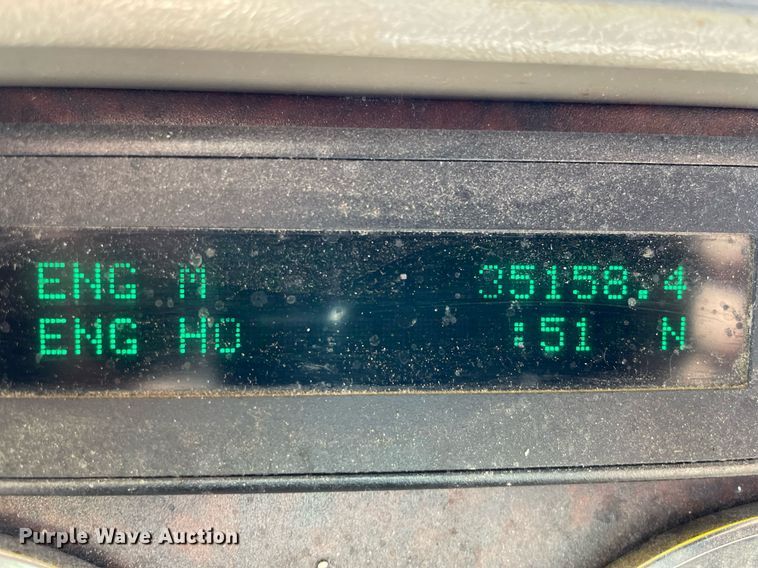 ENG M 35158.4
ENG HO :51 N
Purple Wave Auction